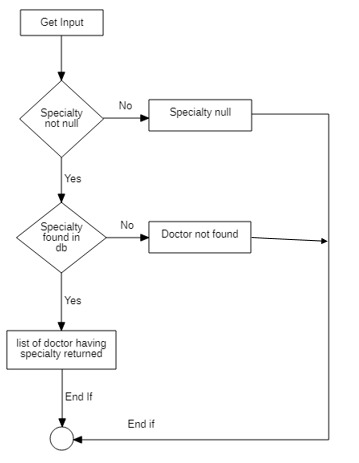 Get Input
Specialty
not null
No
Specialty null
Yes
Specialty
found in
db
No
Doctor not found
Yes
list of doctor having
specialty returned
End If
End if